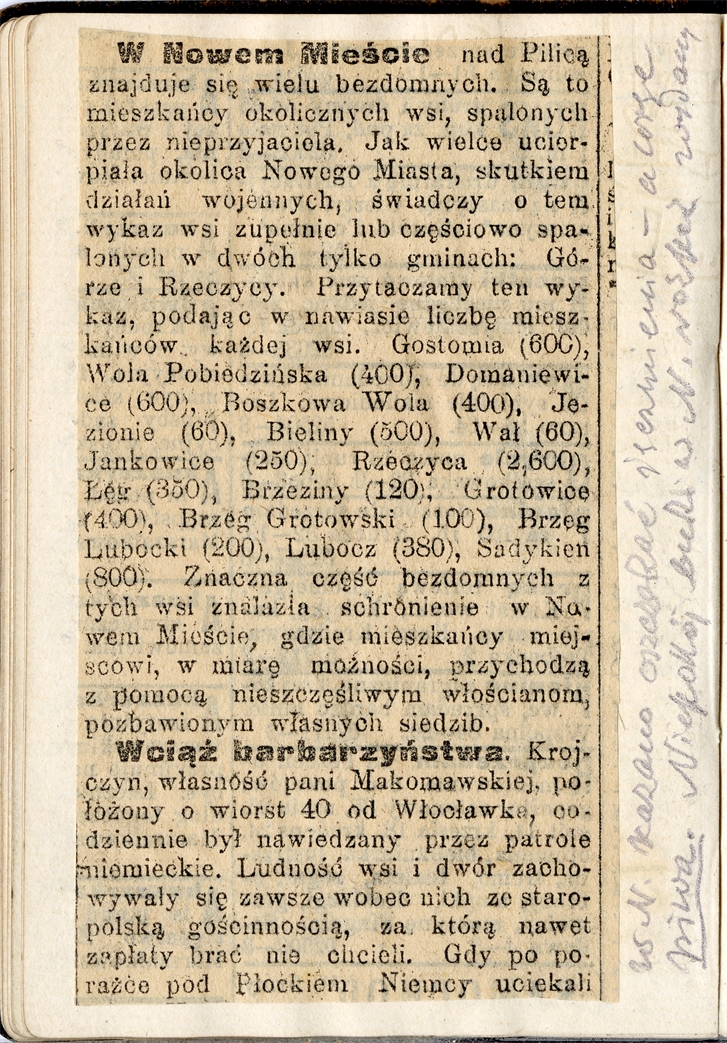 W Nowem Mieście nad Pilicą
znajduje się wielu bezdomnych. Są to
mieszkańcy okolicznych wsi, spalonych
przez nieprzyjaciela. Jak wielce ucier-
piała okolica Nowego Miasta, skutkiem
działań wojennych, świadczy o tem
wykaz wsi zupełnie lub częściowo spa-
lonych w dwóch tylko gminach: Gó-
rze i Rzeczycy. Przytaczamy ten wy-
kaz, podając w nawiasie liczbę miesz-
kańców każdej wsi. Gostomia (600),
Wola Pobiedzińska (400), Domaniewi-
ce (600), Boszkowa Wola (400), Je-
zionie (60), Bieliny (500), Wał (60),
Jankowice (250), Rzeczyca (2,600),
Łęg (350), Brzeziny (120), Grotowice
(400), Brzeg Grotowski (100), Brzeg
Lubocki (200), Lubocz (380), Sadykień
(800). Znaczna część bezdomnych z
tych wsi znalazła schronienie w No-
wem Mieście, gdzie mieszkańcy miej-
scowi, w miarę możności, przychodzą
z pomocą nieszczęśliwym włościanom,
pozbawionym własnych siedzib.
Wciąż barbarzyństwa. Kroj-
czyn, własność pani Makomawskiej, po-
łożony o wiorst 40 od Włocławka, co-
dziennie był nawiedzany przez patrole
niemieckie. Ludność wsi i dwór zacho-
wywały się zawsze wobec nich ze staro-
polską gościnnością, za którą nawet
zapłaty brać nie chcieli. Gdy po po-
rażce pod Płockiem Niemcy uciekali
w N. kazano jęczmienia – a
piwa. Niepokój w N.